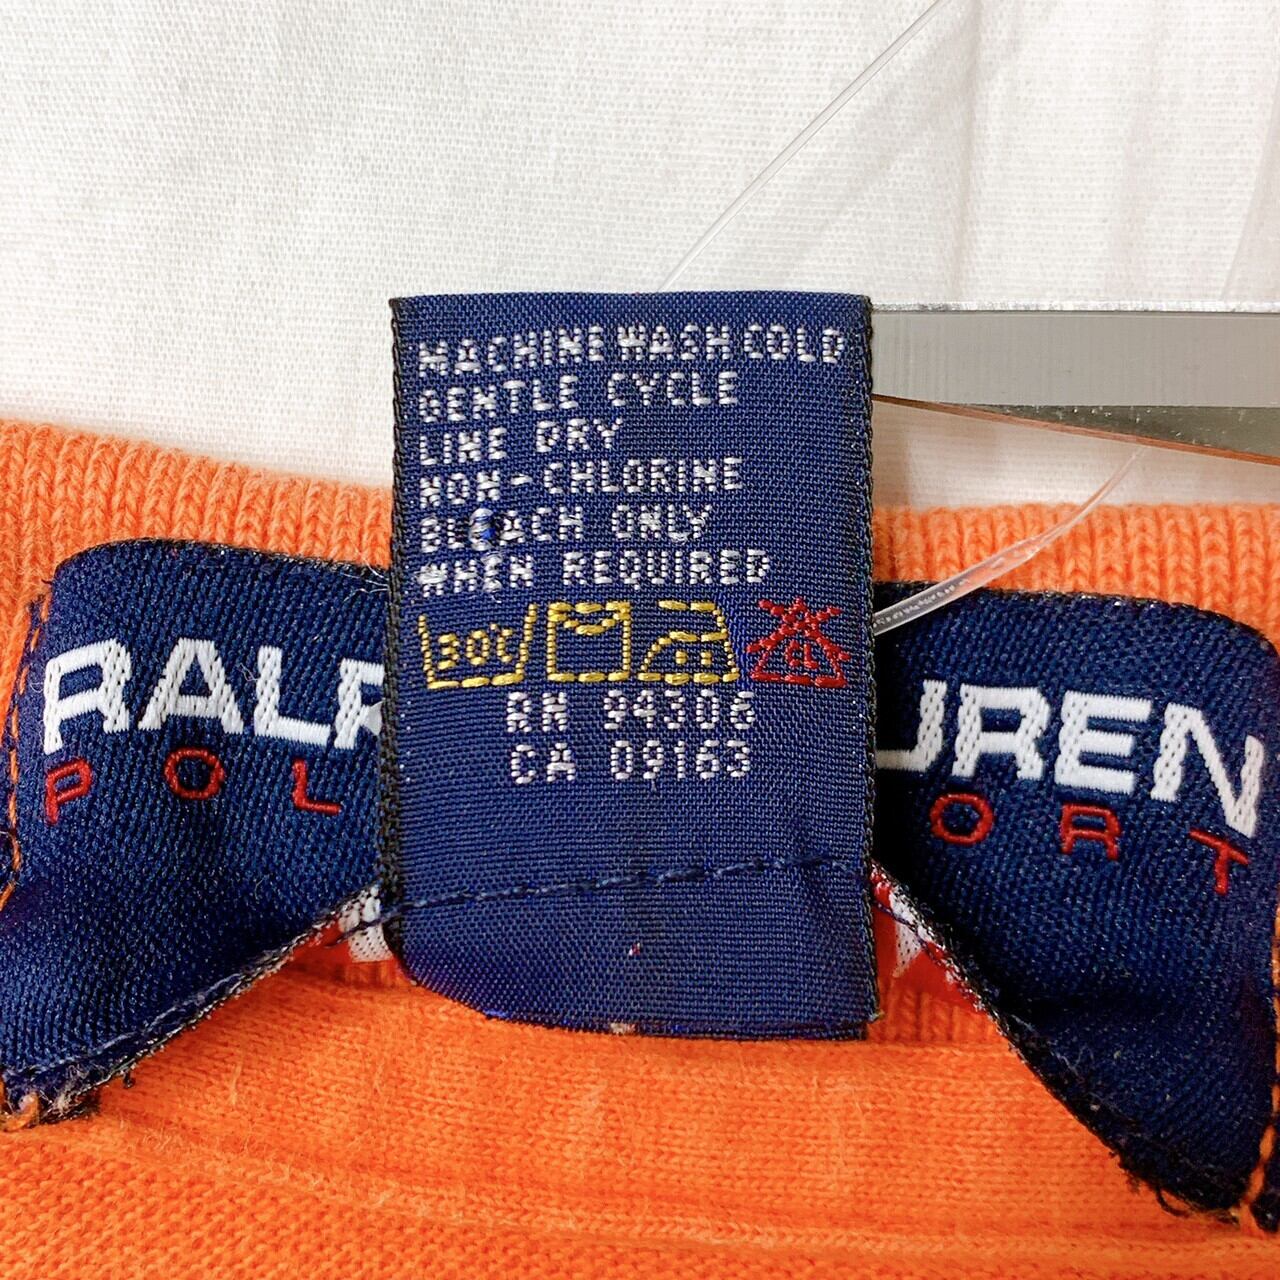 MACHINE WASH COLD
GENTLE CYCLE
LINE DRY
NON-CHLORINE
BLEACH ONLY
WHEN REQUIRED
30°C
CL
RN 94306
CA 09163
RALP UREN
POL ORT